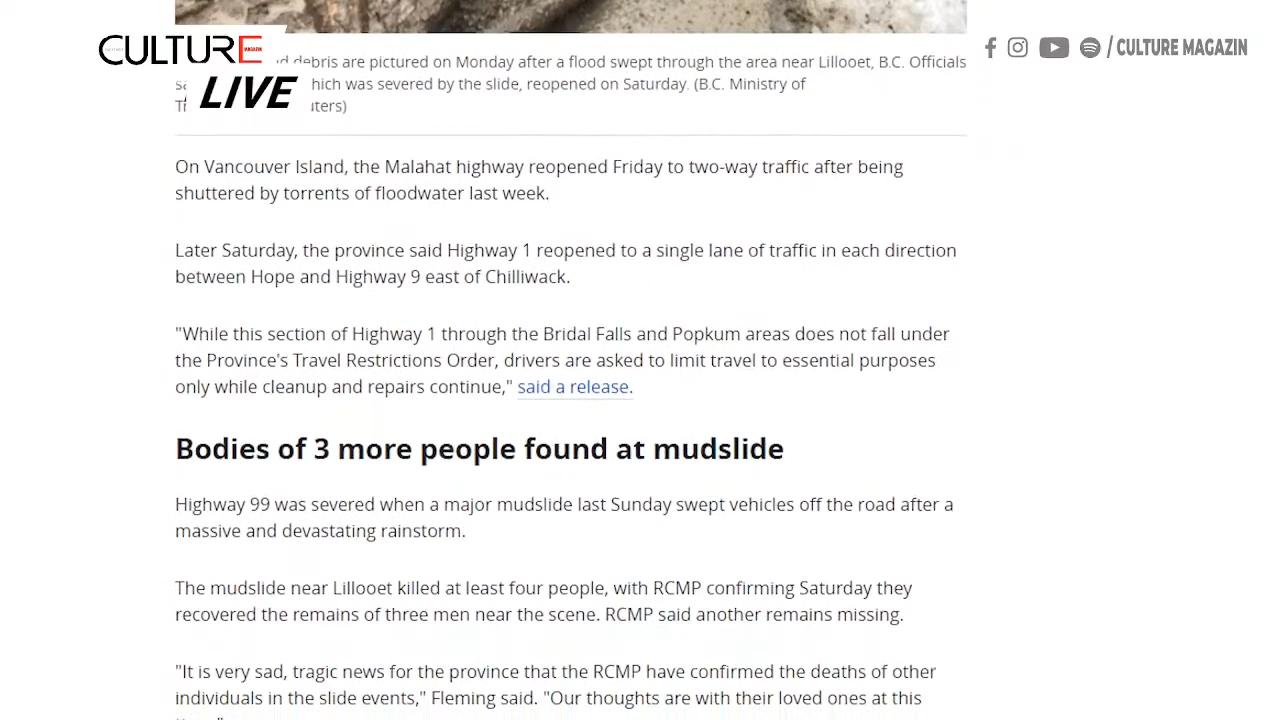 CULTURE MAGAZIN
LIVE
/ CULTURE MAGAZIN
debris are pictured on Monday after a flood swept through the area near Lillooet, B.C. Officials
hich was severed by the slide, reopened on Saturday. (B.C. Ministry of
ters)
On Vancouver Island, the Malahat highway reopened Friday to two-way traffic after being
shuttered by torrents of floodwater last week.
Later Saturday, the province said Highway 1 reopened to a single lane of traffic in each direction
between Hope and Highway 9 east of Chilliwack.
"While this section of Highway 1 through the Bridal Falls and Popkum areas does not fall under
the Province's Travel Restrictions Order, drivers are asked to limit travel to essential purposes
only while cleanup and repairs continue," said a release.
Bodies of 3 more people found at mudslide
Highway 99 was severed when a major mudslide last Sunday swept vehicles off the road after a
massive and devastating rainstorm.
The mudslide near Lillooet killed at least four people, with RCMP confirming Saturday they
recovered the remains of three men near the scene. RCMP said another remains missing.
"It is very sad, tragic news for the province that the RCMP have confirmed the deaths of other
individuals in the slide events," Fleming said. "Our thoughts are with their loved ones at this